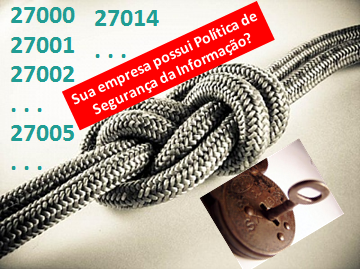 27000
27001
27002
. . .
27005
. . .
27014
. . .
Sua empresa possui Política de
Segurança da Informação?